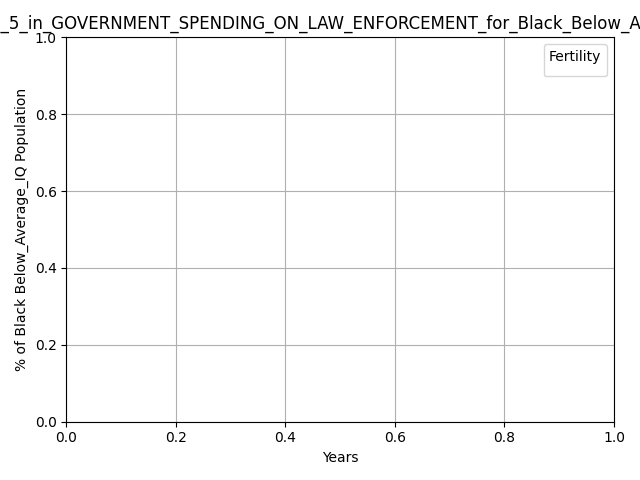 _5_in_GOVERNMENT_SPENDING_ON_LAW_ENFORCEMENT_for_Black_Below_A
Fertility
% of Black Below_Average_IQ Population
1.0
0.8
0.6
0.4
0.2
0.0
0.0 0.2 0.4 0.6 0.8 1.0
Years